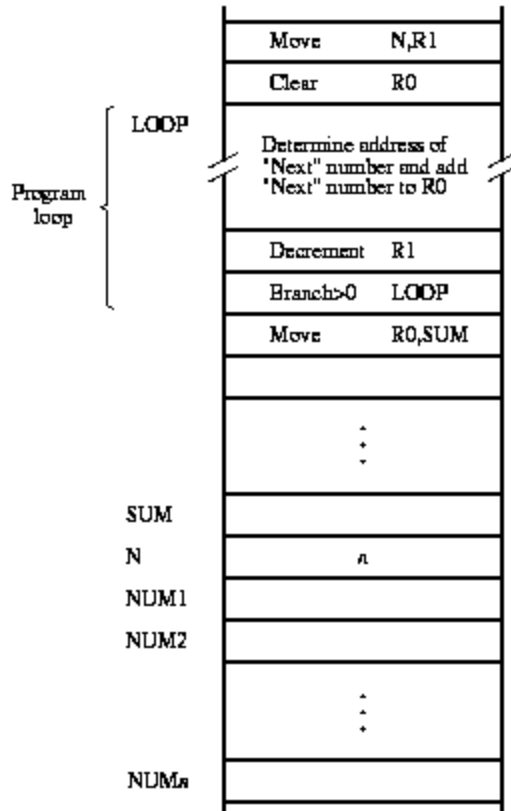 Move N,R1
Clear R0
LOOP
Determine address of
"Next" number and add
"Next" number to R0
Program
loop
Decrement R1
Branch>0 LOOP
Move R0,SUM
SUM
N n
NUM1
NUM2
NUMn